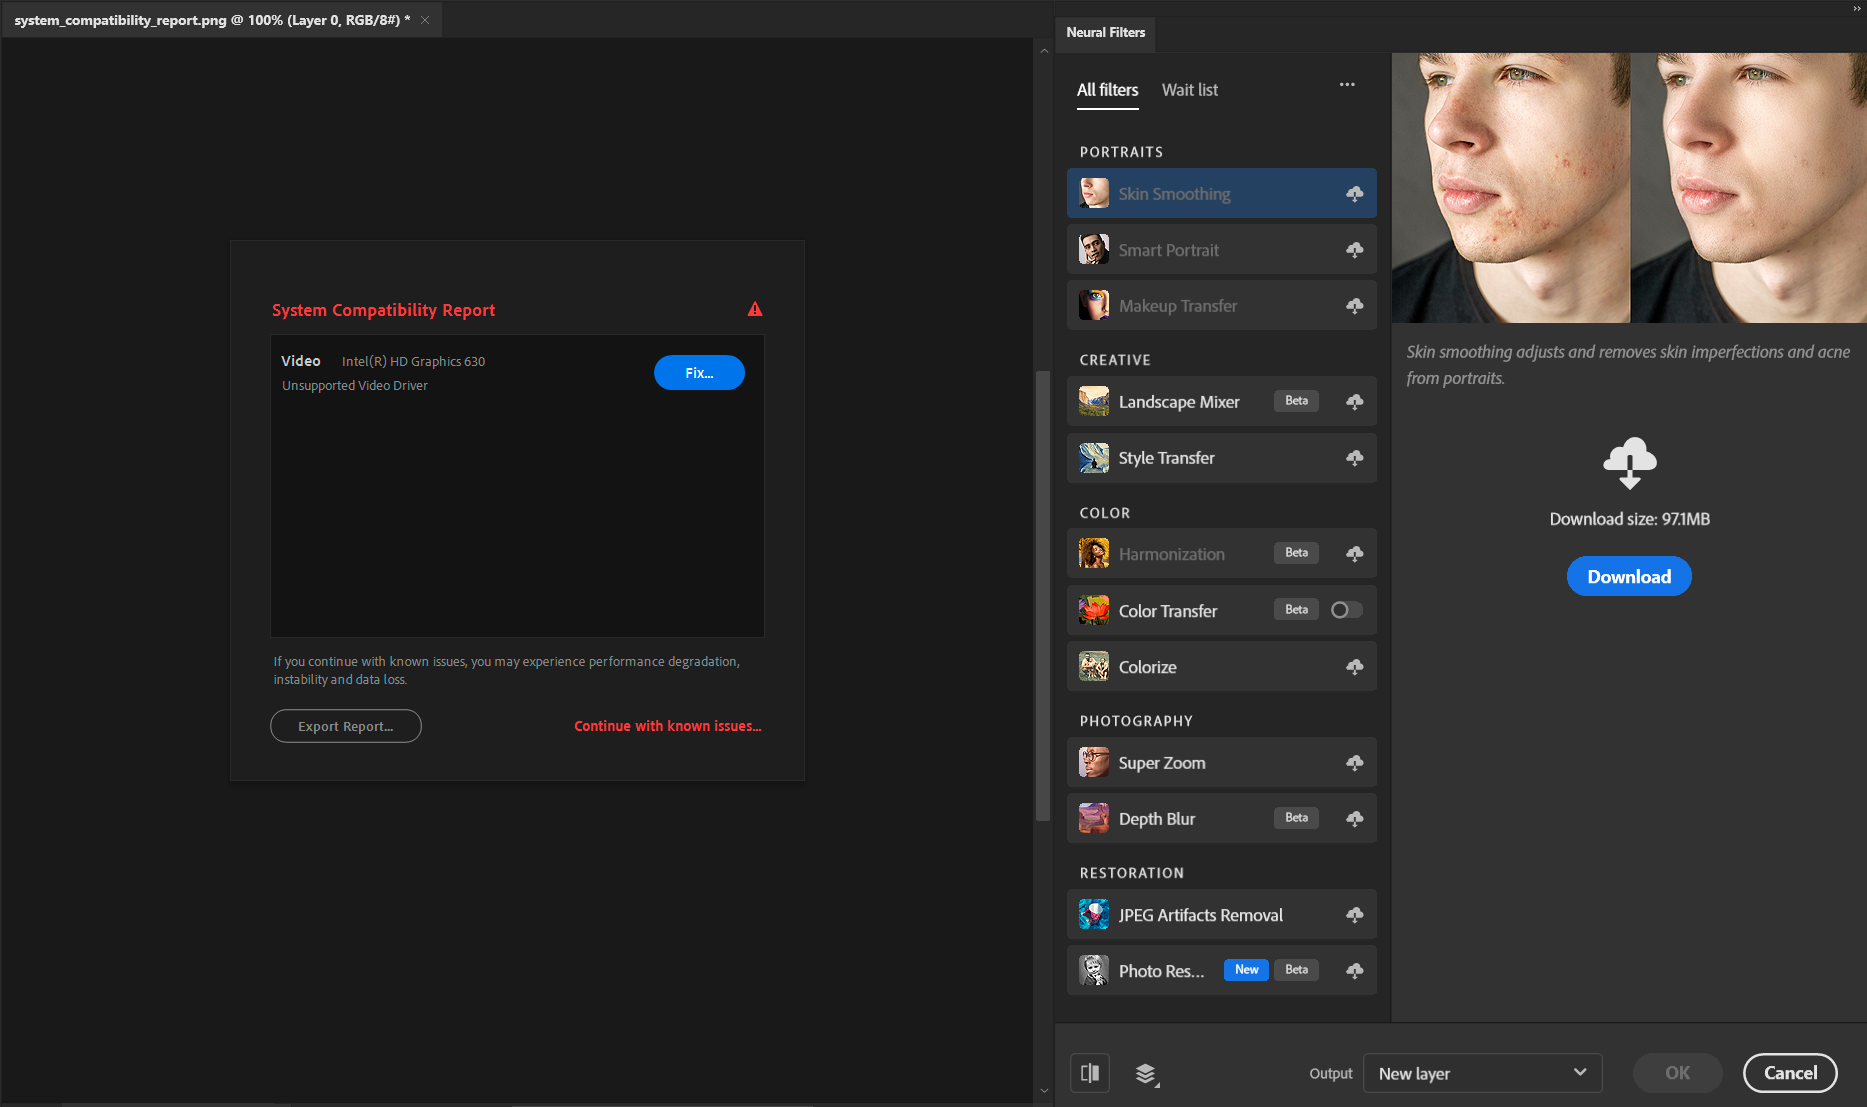 system_compatibility_report.png @ 100% (Layer 0, RGB/8#) *
System Compatibility Report
Video Intel(R) HD Graphics 630
Unsupported Video Driver
Fix...
If you continue with known issues, you may experience performance degradation,
instability and data loss.
Export Report...
Continue with known issues...
Neural Filters
All filters
Wait list
PORTRAITS
Skin Smoothing
Smart Portrait
Makeup Transfer
CREATIVE
Landscape Mixer Beta
Style Transfer
COLOR
Harmonization Beta
Color Transfer Beta
Colorize
PHOTOGRAPHY
Super Zoom
Depth Blur Beta
RESTORATION
JPEG Artifacts Removal
Photo Res... New Beta
Skin smoothing adjusts and removes skin imperfections and acne
from portraits.
Download size: 97.1MB
Download
Output New layer
OK
Cancel